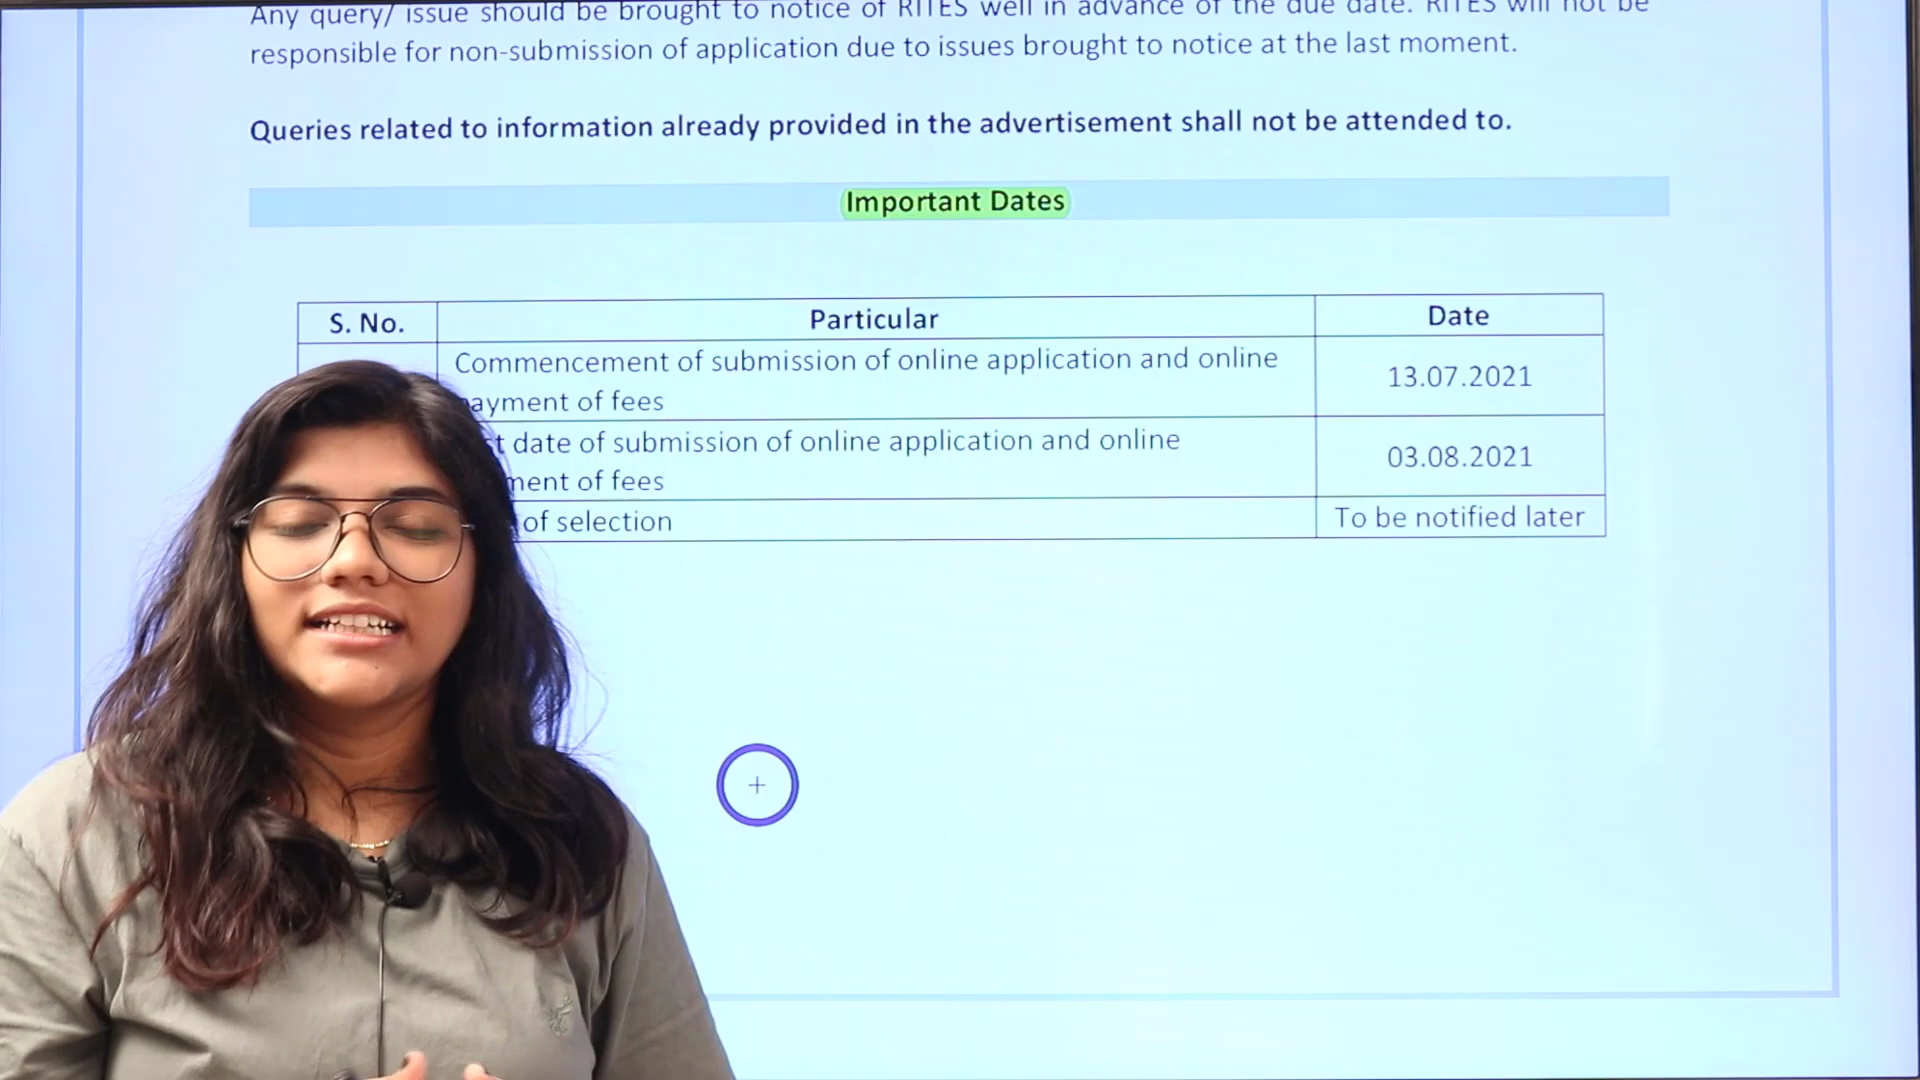 Any query/ issue should be brought to notice of RITES well in advance of the due date. RITES will not be
responsible for non-submission of application due to issues brought to notice at the last moment.
Queries related to information already provided in the advertisement shall not be attended to.
Important Dates
S. No. Particular Date
Commencement of submission of online application and online
ayment of fees
13.07.2021
t date of submission of online application and online
ment of fees
03.08.2021
of selection To be notified later